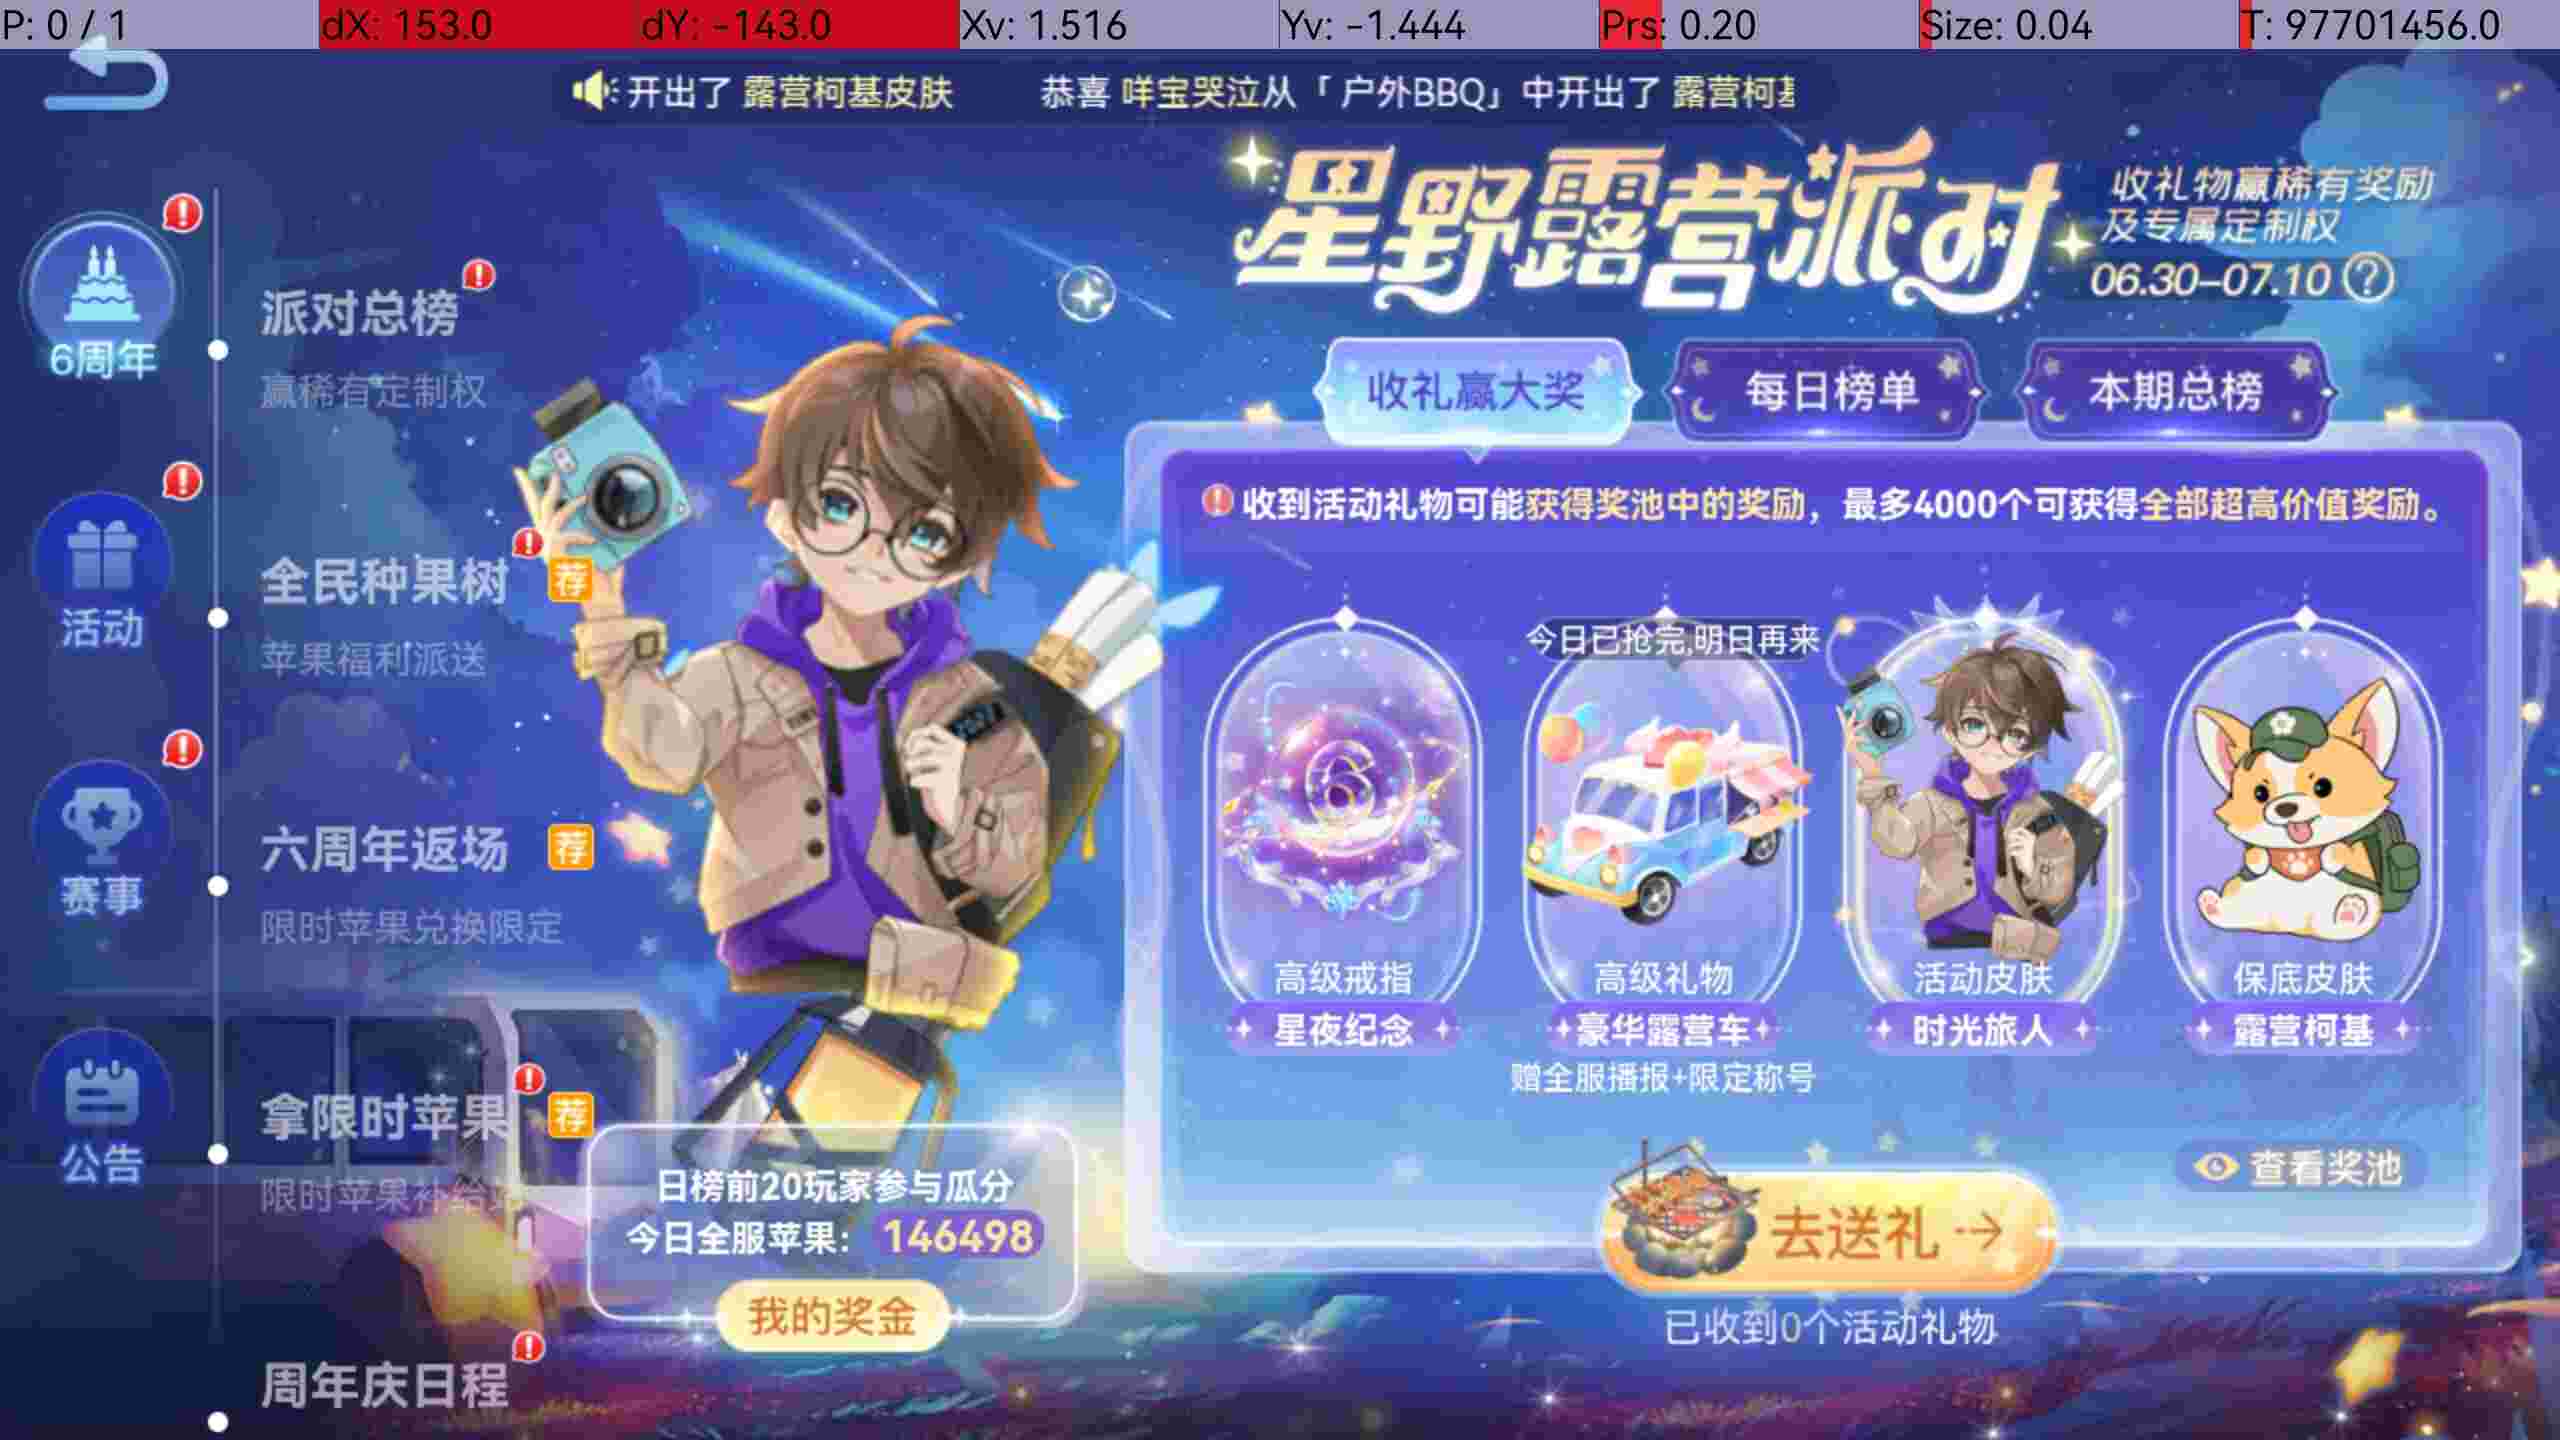 P: 0 / 1
dX: 153.0
dY: -143.0
Xv: 1.516
Yv: -1.444
Prs: 0.20
Size: 0.04
T: 97701456.0
开出了 露营柯基皮肤 恭喜 咩宝哭泣从「户外BBQ」中开出了 露营柯基
星野露营派对
收礼物赢稀有奖励
及专属定制权
06.30-07.10
6周年
活动
赛事
公告
派对总榜
赢稀有定制权
全民种果树
荐
苹果福利派送
六周年返场
荐
限时苹果兑换限定
拿限时苹果
荐
限时苹果补给站
周年庆日程
收礼赢大奖
每日榜单
本期总榜
收到活动礼物可能获得奖池中的奖励，最多4000个可获得全部超高价值奖励。
今日已抢完,明日再来
6
高级戒指
星夜纪念
高级礼物
豪华露营车
赠全服播报+限定称号
活动皮肤
时光旅人
保底皮肤
露营柯基
日榜前20玩家参与瓜分
今日全服苹果： 146498
我的奖金
查看奖池
去送礼
已收到0个活动礼物